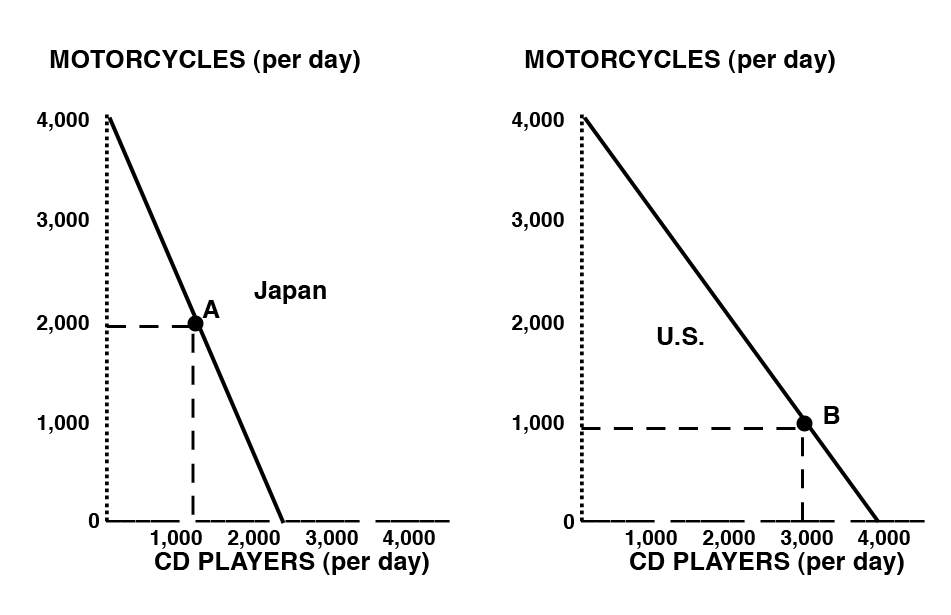 MOTORCYCLES (per day)
4,000
3,000
2,000
1,000
0
A
Japan
1,000 2,000 3,000 4,000
CD PLAYERS (per day)
MOTORCYCLES (per day)
4,000
3,000
2,000
1,000
0
U.S.
B
1,000 2,000 3,000 4,000
CD PLAYERS (per day)